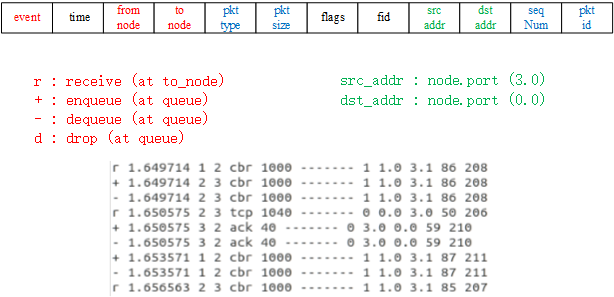 event time from node to node pkt type pkt size flags fid src addr dst addr seq Num pkt id
r : receive (at to_node)
+ : enqueue (at queue)
- : dequeue (at queue)
d : drop (at queue)
src_addr : node.port (3.0)
dst_addr : node.port (0.0)
r 1.649714 1 2 cbr 1000 ------- 1 1.0 3.1 86 208
+ 1.649714 2 3 cbr 1000 ------- 1 1.0 3.1 86 208
- 1.649714 2 3 cbr 1000 ------- 1 1.0 3.1 86 208
r 1.650575 2 3 tcp 1040 ------- 0 0.0 3.0 50 206
+ 1.650575 3 2 ack 40 ------- 0 3.0 0.0 59 210
- 1.650575 3 2 ack 40 ------- 0 3.0 0.0 59 210
+ 1.653571 1 2 cbr 1000 ------- 1 1.0 3.1 87 211
- 1.653571 1 2 cbr 1000 ------- 1 1.0 3.1 87 211
r 1.656563 2 3 cbr 1000 ------- 1 1.0 3.1 85 207